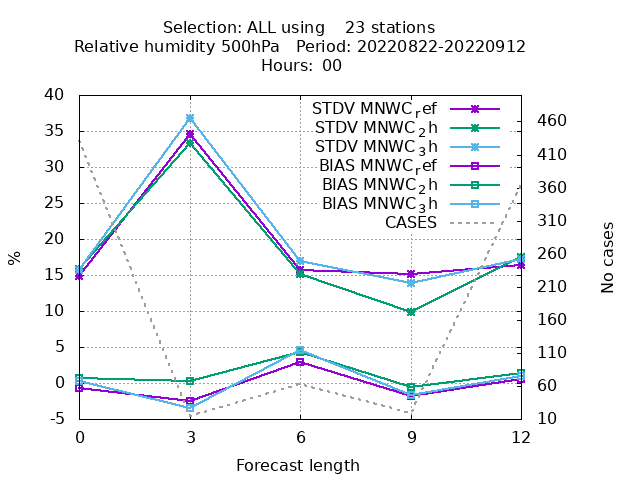 Selection: ALL using    23 stations
Relative humidity 500hPa   Period: 20220822-20220912
Hours: 00
STDV MNWC_ref
STDV MNWC_2h
STDV MNWC_3h
BIAS MNWC_ref
BIAS MNWC_2h
BIAS MNWC_3h
CASES
40
35
30
25
20
15
10
5
0
-5
%
460
410
360
310
260
210
160
110
60
10
No cases
0 3 6 9 12
Forecast length